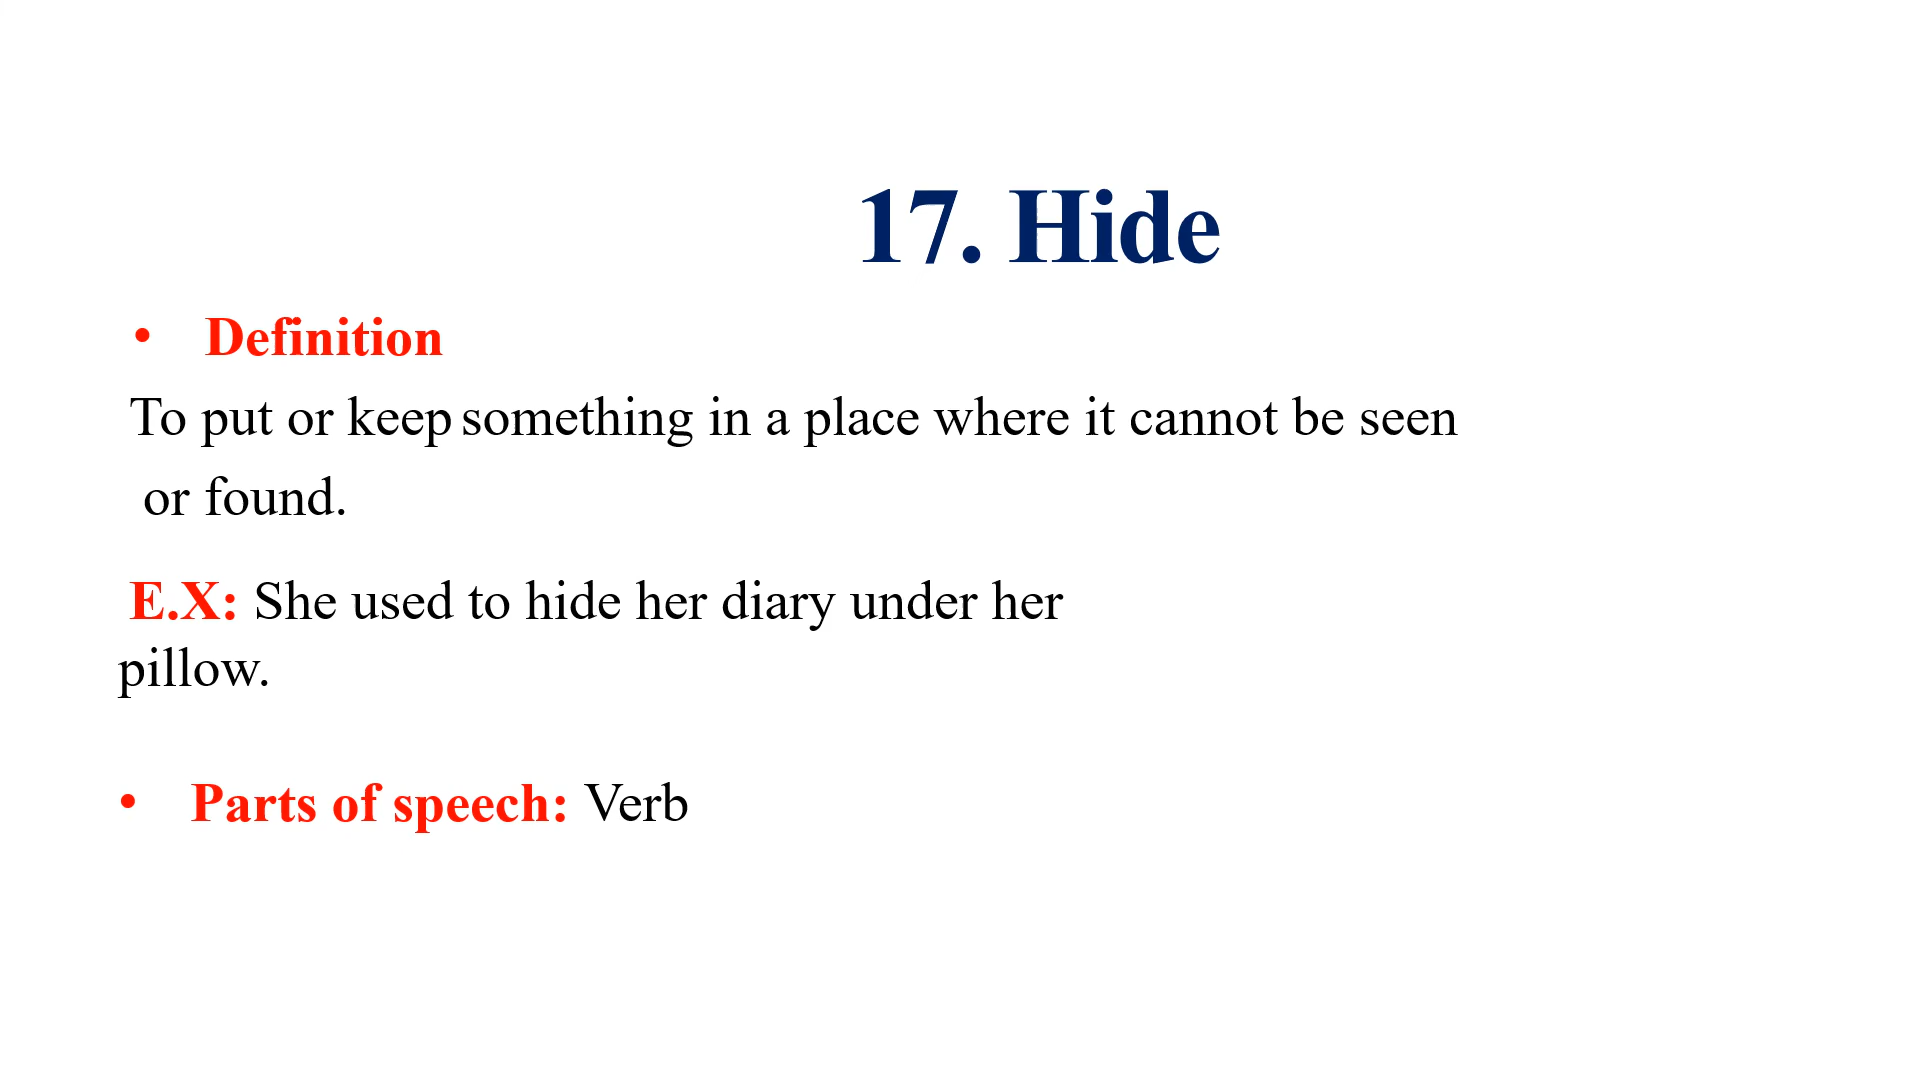 17. Hide
• Definition
To put or keep something in a place where it cannot be seen
or found.
E.X: She used to hide her diary under her
pillow.
• Parts of speech: Verb